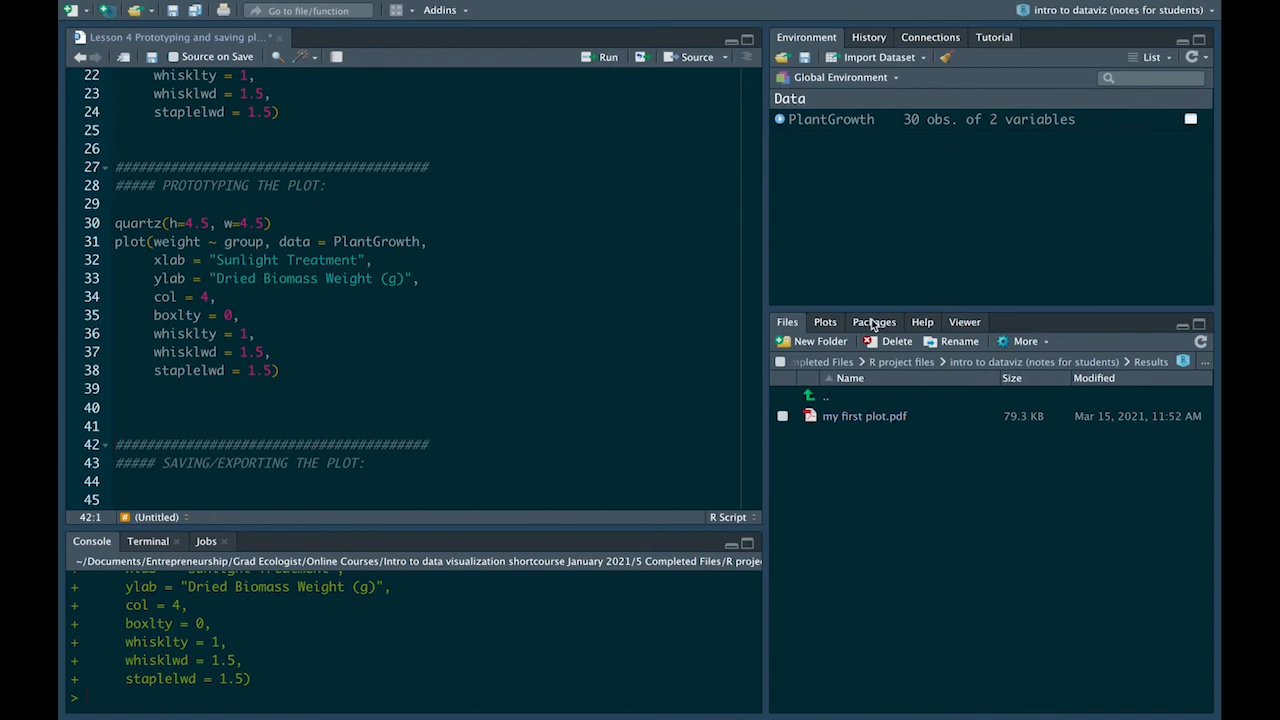 Go to file/function
Addins
intro to dataviz (notes for students)
Lesson 4 Prototyping and saving pl...*
Source on Save
Run
Source
22 whisklty = 1,
23 whisklwd = 1.5,
24 staplelwd = 1.5)
25
26
27 #######################################
28 ##### PROTOTYPING THE PLOT:
29
30 quartz(h=4.5, w=4.5)
31 plot(weight ~ group, data = PlantGrowth,
32 xlab = "Sunlight Treatment",
33 ylab = "Dried Biomass Weight (g)",
34 col = 4,
35 boxlty = 0,
36 whisklty = 1,
37 whisklwd = 1.5,
38 staplelwd = 1.5)
39
40
41
42 #######################################
43 ##### SAVING/EXPORTING THE PLOT:
44
45
42:1 # (Untitled) R Script
Console Terminal Jobs
~/Documents/Entrepreneurship/Grad Ecologist/Online Courses/Intro to data visualization shortcourse January 2021/5 Completed Files/R proje
+ ylab = "Dried Biomass Weight (g)",
+ col = 4,
+ boxlty = 0,
+ whisklty = 1,
+ whisklwd = 1.5,
+ staplelwd = 1.5)
>
Environment History Connections Tutorial
Import Dataset List
Global Environment
Data
PlantGrowth 30 obs. of 2 variables
Files Plots Packages Help Viewer
New Folder Delete Rename More
mpleted Files R project files intro to dataviz (notes for students) Results ...
Name Size Modified
..
my first plot.pdf 79.3 KB Mar 15, 2021, 11:52 AM